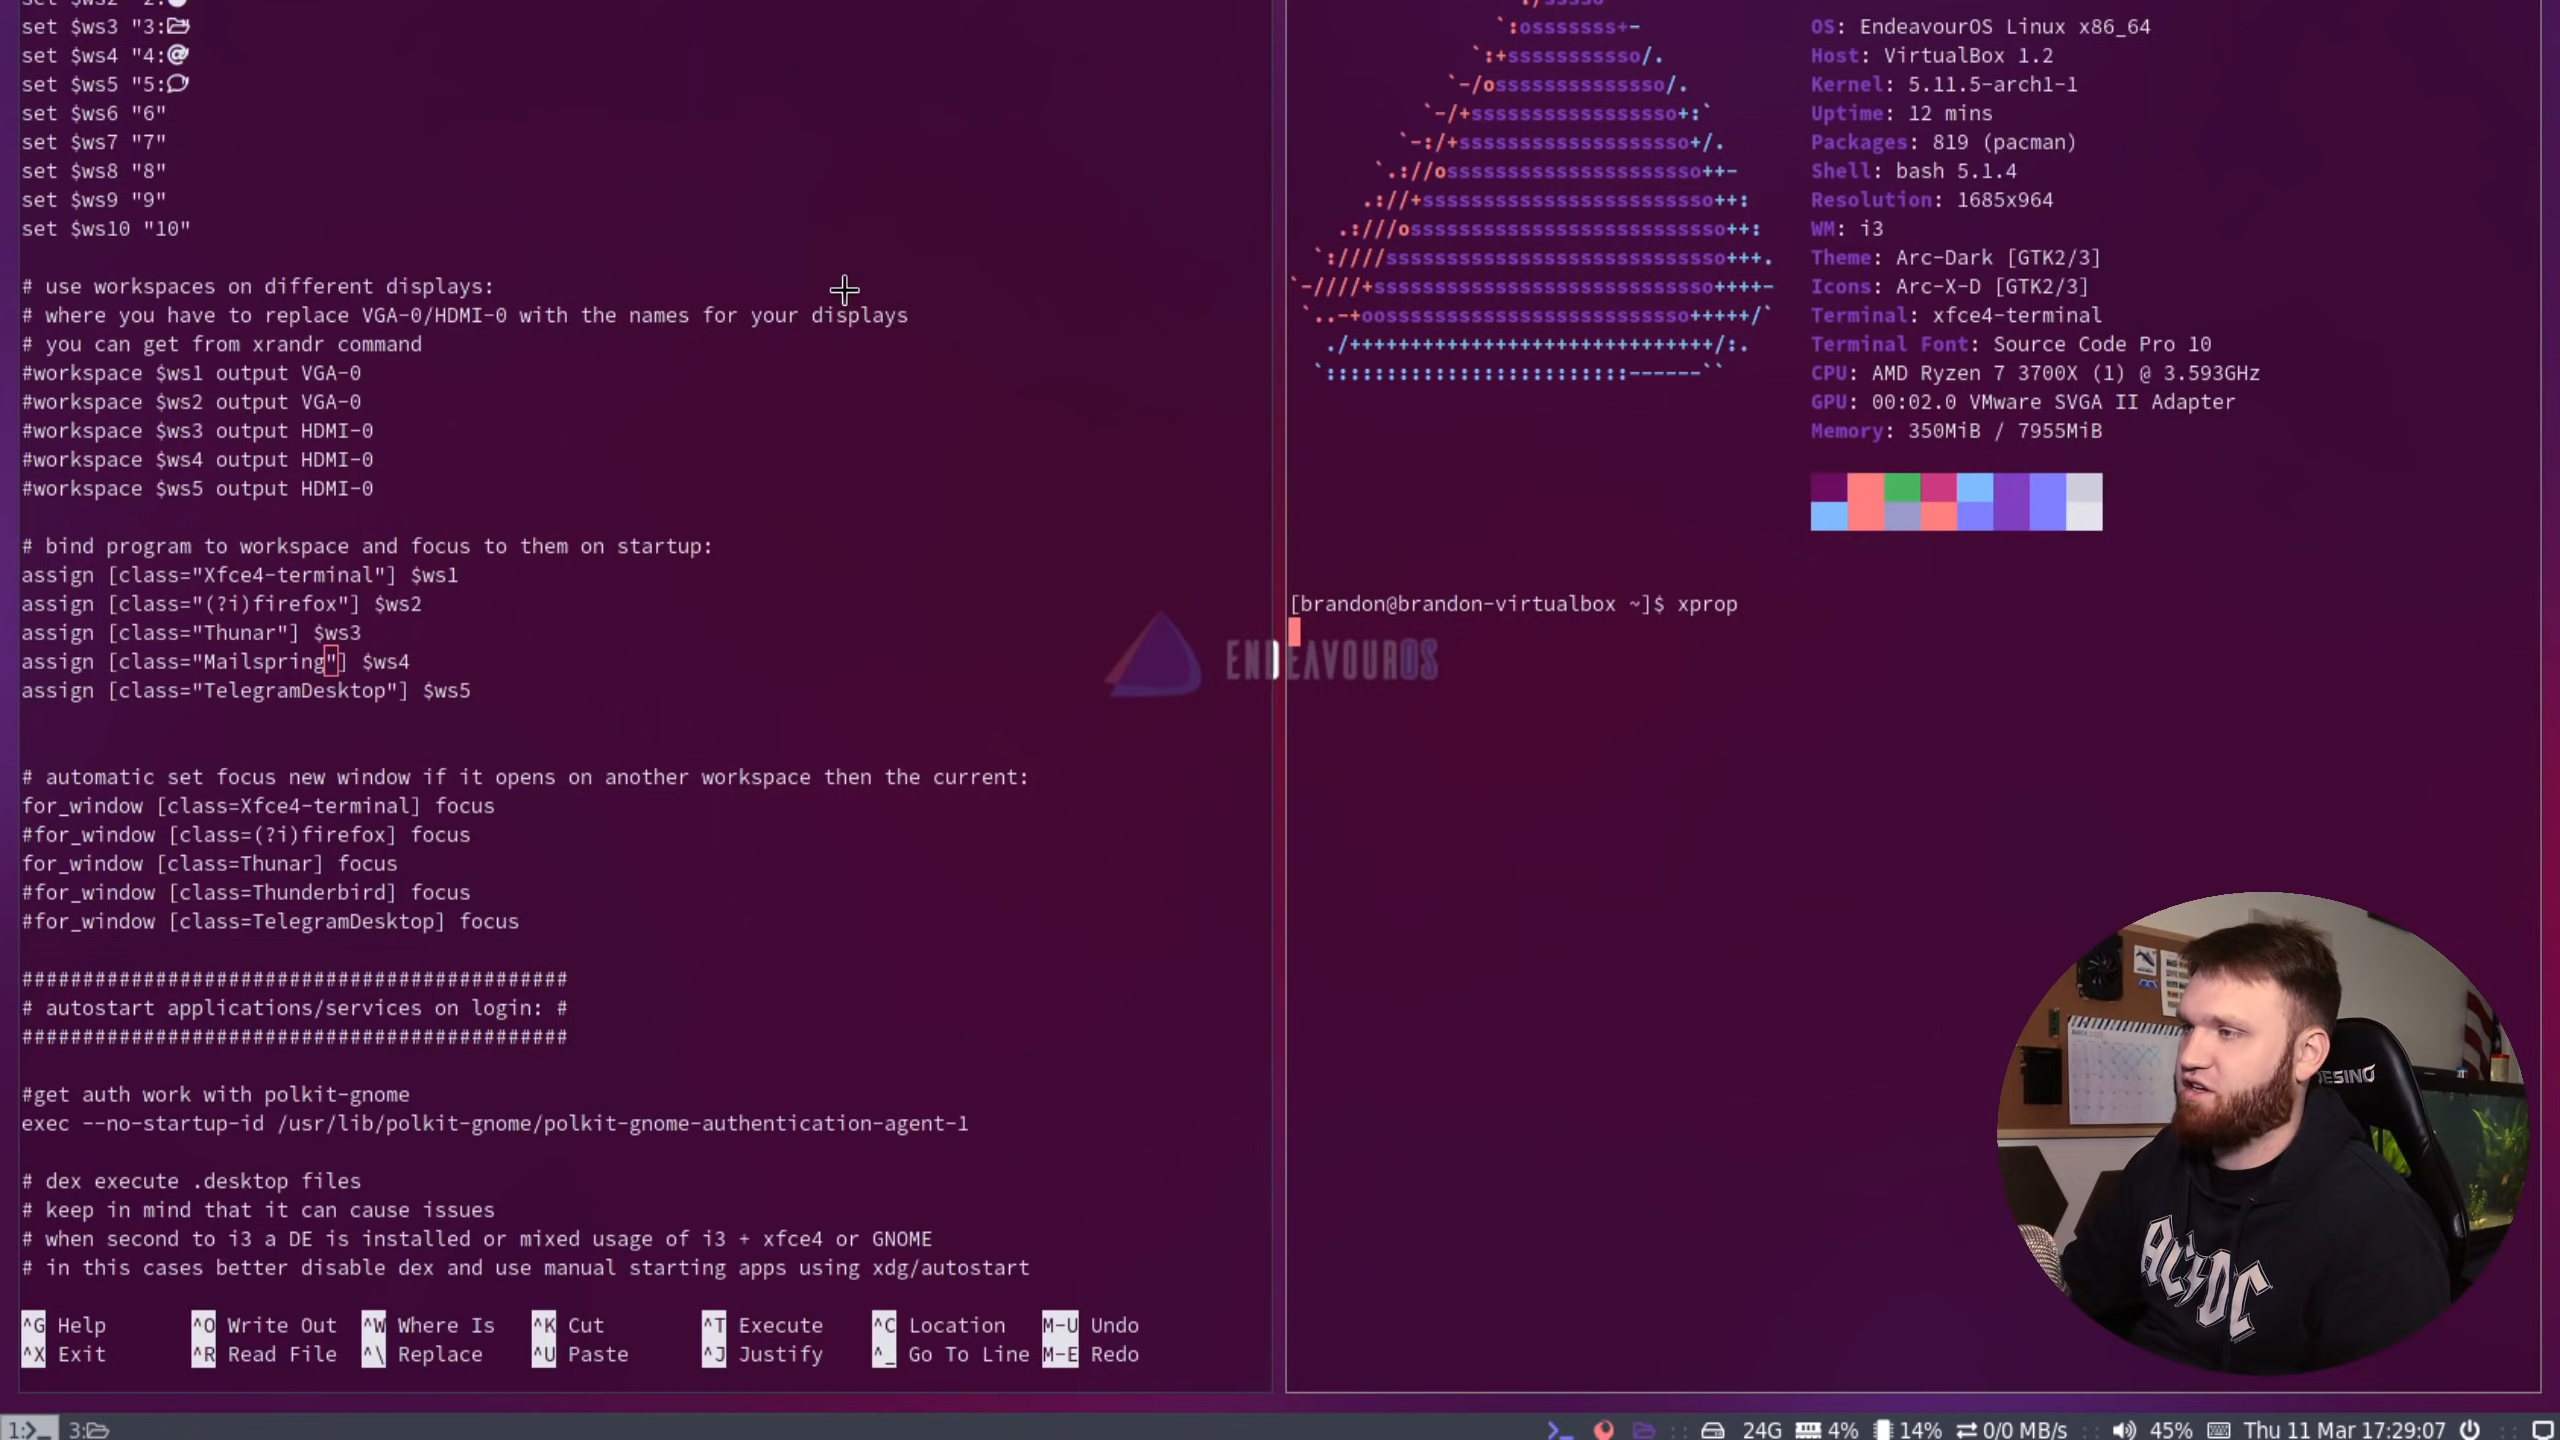 set $ws3 "3:
set $ws4 "4:
set $ws5 "5:
set $ws6 "6"
set $ws7 "7"
set $ws8 "8"
set $ws9 "9"
set $ws10 "10"
# use workspaces on different displays:
# where you have to replace VGA-0/HDMI-0 with the names for your displays
# you can get from xrandr command
#workspace $ws1 output VGA-0
#workspace $ws2 output VGA-0
#workspace $ws3 output HDMI-0
#workspace $ws4 output HDMI-0
#workspace $ws5 output HDMI-0
# bind program to workspace and focus to them on startup:
assign [class="Xfce4-terminal"] $ws1
assign [class="(?i)firefox"] $ws2
assign [class="Thunar"] $ws3
assign [class="Mailspring"] $ws4
assign [class="TelegramDesktop"] $ws5
# automatic set focus new window if it opens on another workspace then the current:
for_window [class=Xfce4-terminal] focus
#for_window [class=(?i)firefox] focus
for_window [class=Thunar] focus
#for_window [class=Thunderbird] focus
#for_window [class=TelegramDesktop] focus
#############################################
# autostart applications/services on login: #
#############################################
#get auth work with polkit-gnome
exec --no-startup-id /usr/lib/polkit-gnome/polkit-gnome-authentication-agent-1
# dex execute .desktop files
# keep in mind that it can cause issues
# when second to i3 a DE is installed or mixed usage of i3 + xfce4 or GNOME
# in this cases better disable dex and use manual starting apps using xdg/autostart
^G Help ^O Write Out ^W Where Is ^K Cut ^T Execute ^C Location M-U Undo
^X Exit ^R Read File ^\ Replace ^U Paste ^J Justify ^_ Go To Line M-E Redo
`:osssssss+-
`:+sssssssssso/.
`-/ossssssssssssso/.
`-/+sssssssssssssssso+:`
`-:/+sssssssssssssssssso+/.
`.://osssssssssssssssssssso++-
.://+ssssssssssssssssssssssso++:
.:///ossssssssssssssssssssssssso++:
`:////ssssssssssssssssssssssssssso+++.
`-////+ssssssssssssssssssssssssssso++++-
`..-+oosssssssssssssssssssssssso+++++/`
./++++++++++++++++++++++++++++++/:.
`:::::::::::::::::::::::::------``
OS: EndeavourOS Linux x86_64
Host: VirtualBox 1.2
Kernel: 5.11.5-arch1-1
Uptime: 12 mins
Packages: 819 (pacman)
Shell: bash 5.1.4
Resolution: 1685x964
WM: i3
Theme: Arc-Dark [GTK2/3]
Icons: Arc-X-D [GTK2/3]
Terminal: xfce4-terminal
Terminal Font: Source Code Pro 10
CPU: AMD Ryzen 7 3700X (1) @ 3.593GHz
GPU: 00:02.0 VMware SVGA II Adapter
Memory: 350MiB / 7955MiB
[brandon@brandon-virtualbox ~]$ xprop
ENDEAVOUROS
DESINO
AC/DC
1: 3: 24G 4% 14% 0/0 MB/s 45% Thu 11 Mar 17:29:07